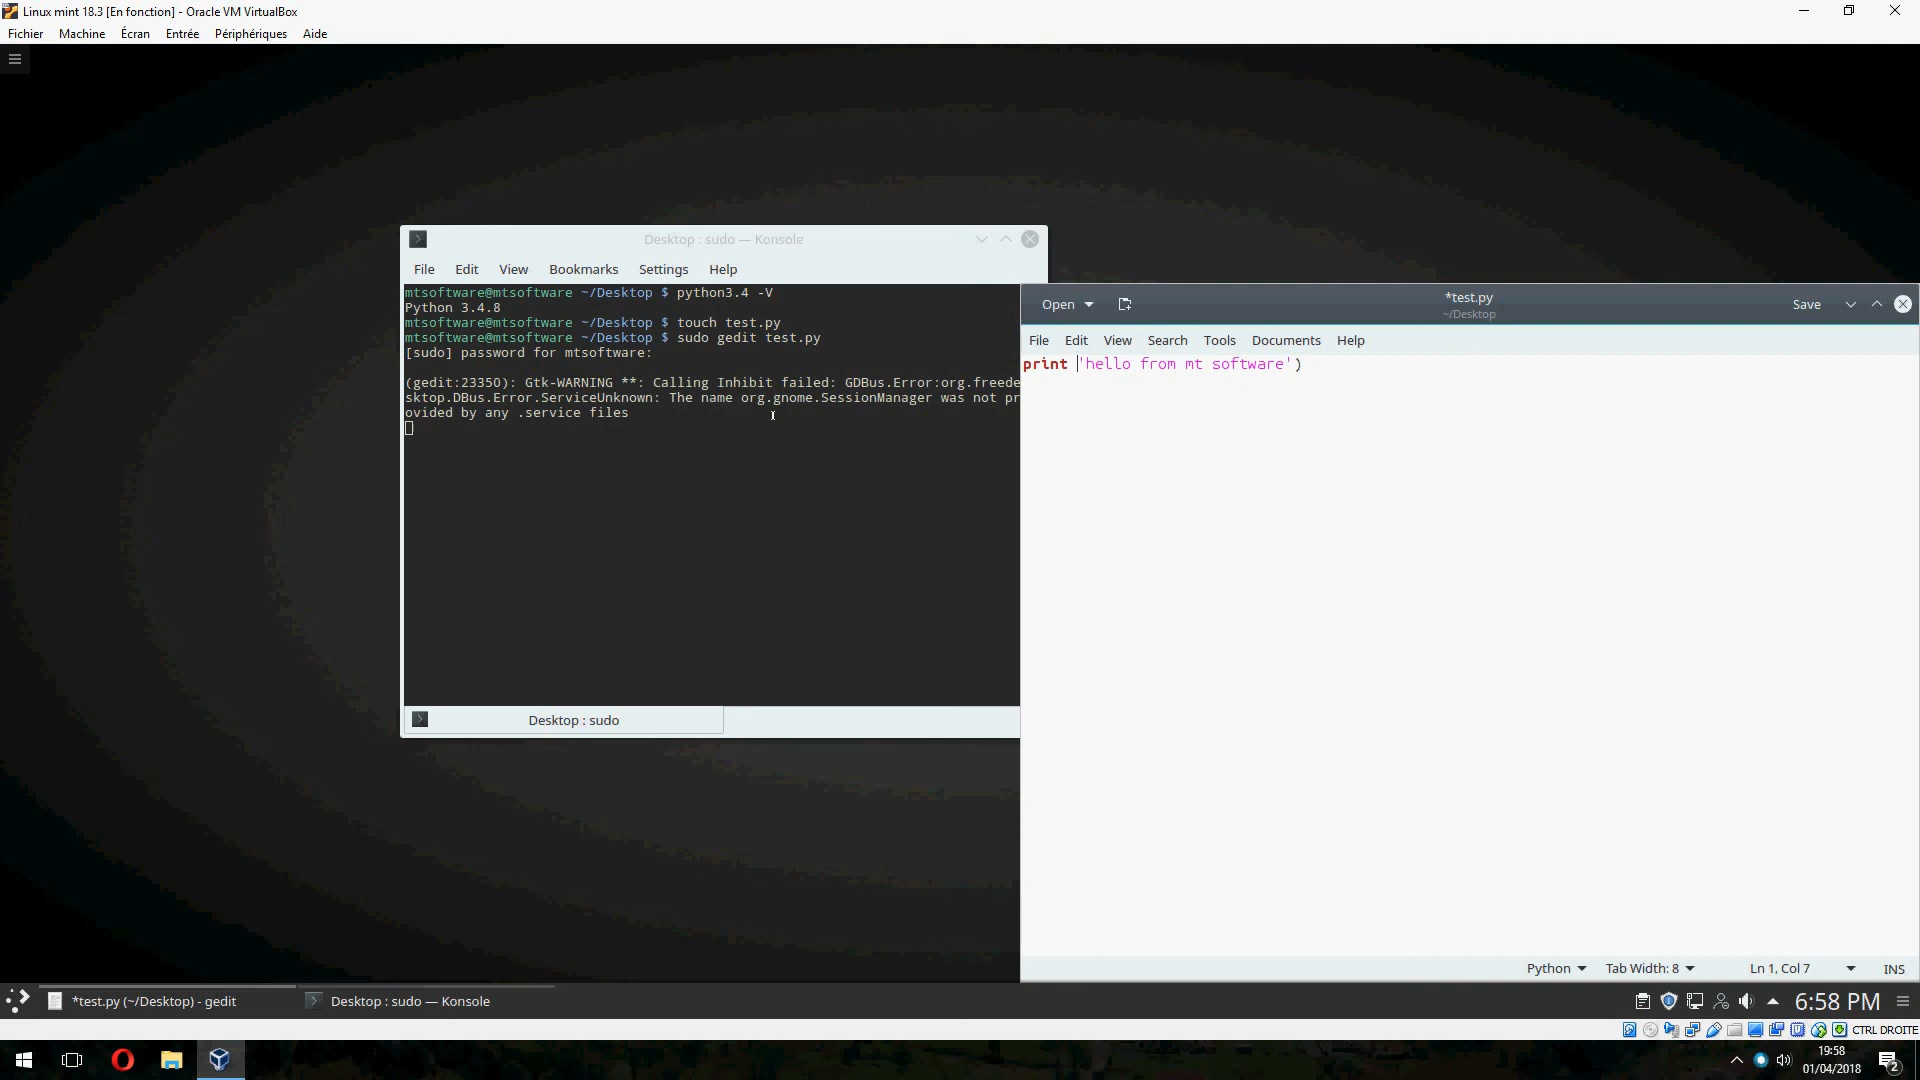 Linux mint 18.3 [En fonction] - Oracle VM VirtualBox
Fichier Machine Écran Entrée Périphériques Aide
Desktop : sudo — Konsole
File Edit View Bookmarks Settings Help
mtsoftware@mtsoftware ~/Desktop $ python3.4 -V
Python 3.4.8
mtsoftware@mtsoftware ~/Desktop $ touch test.py
mtsoftware@mtsoftware ~/Desktop $ sudo gedit test.py
[sudo] password for mtsoftware:
(gedit:23350): Gtk-WARNING **: Calling Inhibit failed: GDBus.Error:org.freede
sktop.DBus.Error.ServiceUnknown: The name org.gnome.SessionManager was not pr
ovided by any .service files
Desktop : sudo
Open
*test.py
~/Desktop
Save
File Edit View Search Tools Documents Help
print 'hello from mt software')
Python Tab Width: 8 Ln 1, Col 7 INS
*test.py (~/Desktop) - gedit Desktop : sudo — Konsole 6:58 PM
CTRL DROITE
19:58
01/04/2018
2